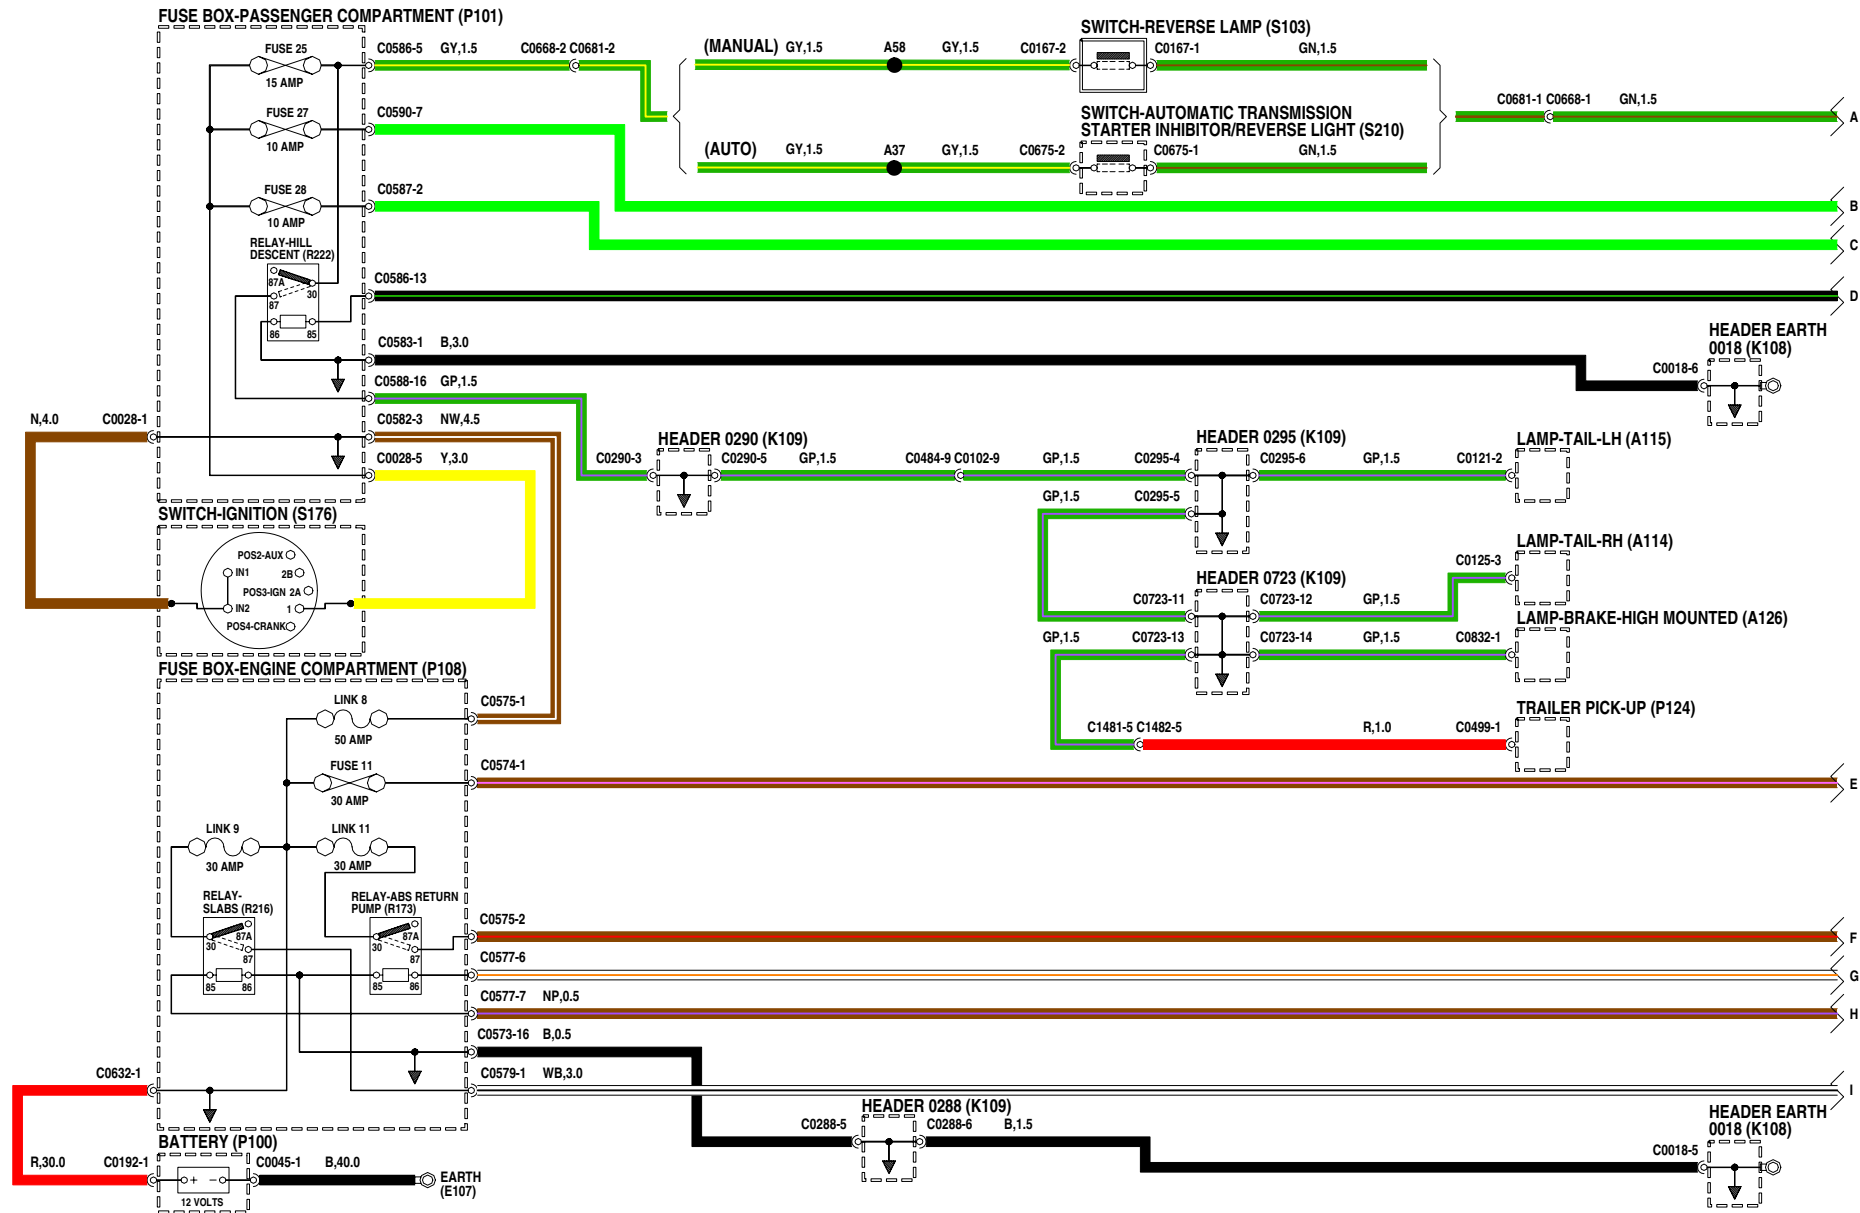 FUSE BOX-PASSENGER COMPARTMENT (P101)
FUSE 25
15 AMP
C0586-5 GY,1.5 C0668-2 C0681-2
(MANUAL) GY,1.5 A58 GY,1.5 C0167-2
SWITCH-REVERSE LAMP (S103)
C0167-1 GN,1.5
FUSE 27
10 AMP
C0590-7
SWITCH-AUTOMATIC TRANSMISSION
STARTER INHIBITOR/REVERSE LIGHT (S210)
(AUTO) GY,1.5 A37 GY,1.5 C0675-2
C0675-1 GN,1.5
C0681-1 C0668-1 GN,1.5
A
FUSE 28
10 AMP
C0587-2
B
C
RELAY-HILL
DESCENT (R222)
87A
30
87
86 85
C0586-13
D
C0583-1 B,3.0
HEADER EARTH
0018 (K108)
C0018-6
C0588-16 GP,1.5
N,4.0 C0028-1
C0582-3 NW,4.5
C0028-5 Y,3.0
HEADER 0290 (K109)
C0290-3
C0290-5 GP,1.5 C0484-9 C0102-9 GP,1.5 C0295-4
HEADER 0295 (K109)
C0295-6 GP,1.5 C0121-2
LAMP-TAIL-LH (A115)
GP,1.5 C0295-5
SWITCH-IGNITION (S176)
POS2-AUX
IN1
2B
POS3-IGN 2A
IN2
1
POS4-CRANK
LAMP-TAIL-RH (A114)
C0125-3
HEADER 0723 (K109)
C0723-11
C0723-12 GP,1.5
LAMP-BRAKE-HIGH MOUNTED (A126)
GP,1.5 C0723-13
C0723-14 GP,1.5 C0832-1
FUSE BOX-ENGINE COMPARTMENT (P108)
LINK 8
50 AMP
C0575-1
TRAILER PICK-UP (P124)
C1481-5 C1482-5 R,1.0 C0499-1
FUSE 11
30 AMP
C0574-1
E
LINK 9
30 AMP
LINK 11
30 AMP
RELAY-
SLABS (R216)
30
87A
87
85 86
RELAY-ABS RETURN
PUMP (R173)
30
87A
87
85 86
C0575-2
F
C0577-6
G
C0577-7 NP,0.5
H
C0573-16 B,0.5
C0632-1
C0579-1 WB,3.0
I
HEADER 0288 (K109)
C0288-5
C0288-6 B,1.5
HEADER EARTH
0018 (K108)
C0018-5
BATTERY (P100)
R,30.0 C0192-1
+ −
12 VOLTS
C0045-1 B,40.0
EARTH
(E107)